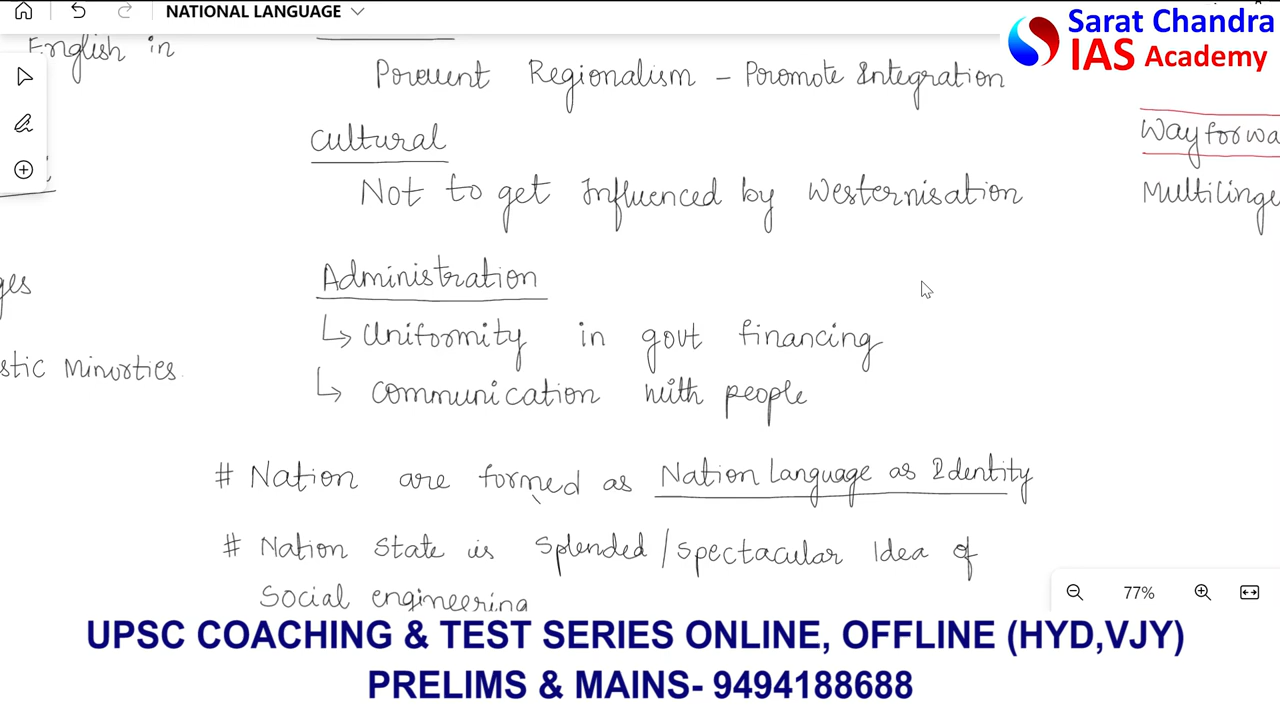 NATIONAL LANGUAGE
Sarat Chandra
IAS Academy
English in
Prevent Regionalism - Promote Integration
Cultural
Way forwa
Not to get Influenced by Westernisation
Multilingu
Administration
ges
↳ Uniformity in govt financing
stic Minorties
↳ Communication with people
# Nation are formed as Nation Language as Identity
# Nation State is Splended/Spectacular Idea of
Social engineering
77%
UPSC COACHING & TEST SERIES ONLINE, OFFLINE (HYD,VJY)
PRELIMS & MAINS- 9494188688